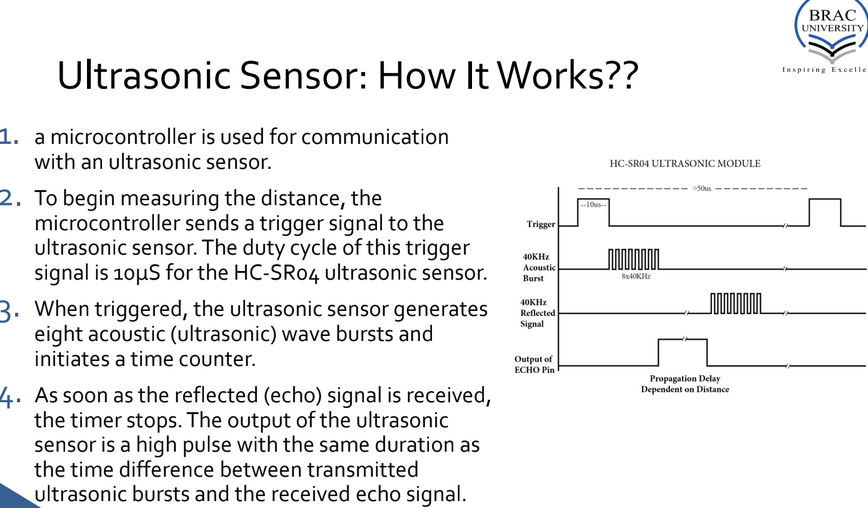 BRAC
UNIVERSITY
Inspiring Excelle
Ultrasonic Sensor: How It Works??
1. a microcontroller is used for communication
with an ultrasonic sensor.
2. To begin measuring the distance, the
microcontroller sends a trigger signal to the
ultrasonic sensor. The duty cycle of this trigger
signal is 10µS for the HC-SR04 ultrasonic sensor.
3. When triggered, the ultrasonic sensor generates
eight acoustic (ultrasonic) wave bursts and
initiates a time counter.
4. As soon as the reflected (echo) signal is received,
the timer stops. The output of the ultrasonic
sensor is a high pulse with the same duration as
the time difference between transmitted
ultrasonic bursts and the received echo signal.
HC-SR04 ULTRASONIC MODULE
>50us
--10us--
Trigger
40KHz
Acoustic
Burst
8x40KHz
40KHz
Reflected
Signal
Output of
ECHO Pin
Propagation Delay
Dependent on Distance